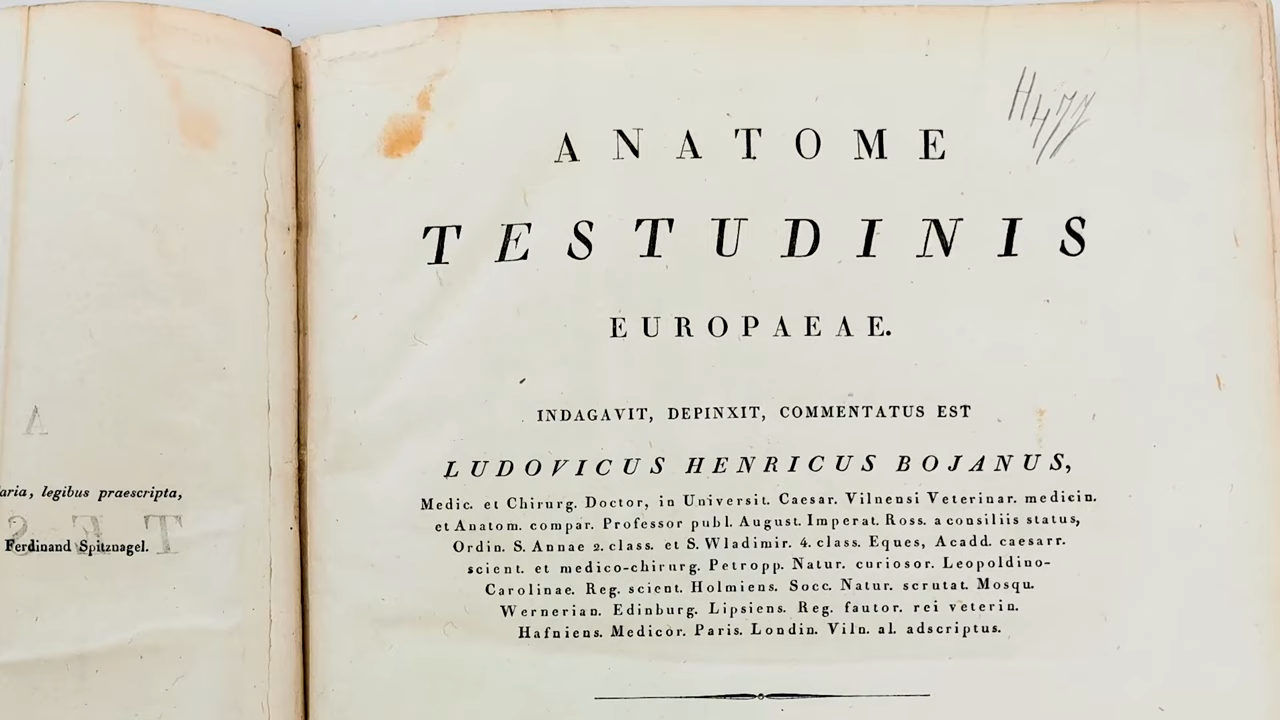 aria, legibus praescripta,
Ferdinand Spitznagel.
H477
ANATOME
TESTUDINIS
EUROPAEAE.
INDAGAVIT, DEPINXIT, COMMENTATUS EST
LUDOVICUS HENRICUS BOJANUS,
Medic. et Chirurg. Doctor, in Universit. Caesar. Vilnensi Veterinar. medicin.
et Anatom. compar. Professor publ. August. Imperat. Ross. a consiliis status,
Ordin. S. Annae 2. class. et S. Wladimir. 4. class. Eques, Acadd. caesarr.
scient. et medico-chirurg. Petropp. Natur. curiosor. Leopoldino-
Carolinae. Reg. scient. Holmiens. Socc. Natur. scrutat. Mosqu.
Wernerian. Edinburg. Lipsiens. Reg. fautor. rei veterin.
Hafniens. Medicor. Paris. Londin. Viln. al. adscriptus.